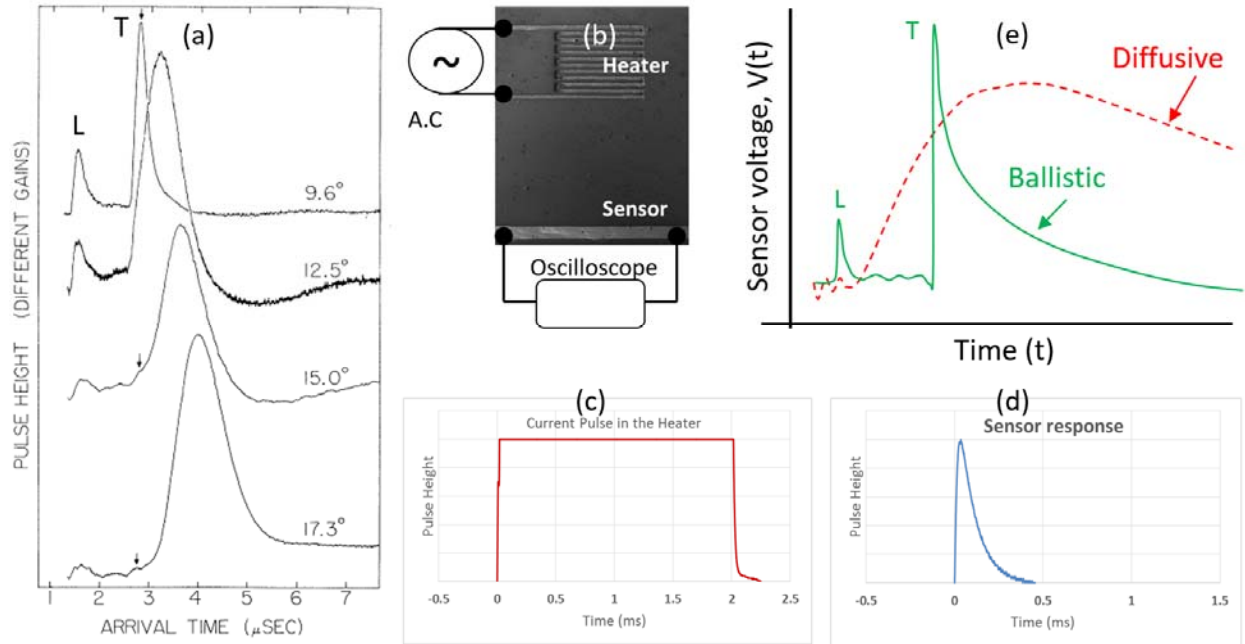 (a)
L
T
9.6°
12.5°
15.0°
17.3°
PULSE HEIGHT (DIFFERENT GAINS)
1 2 3 4 5 6 7
ARRIVAL TIME (μSEC)
(b)
~
A.C
Heater
Sensor
Oscilloscope
(e)
T
L
Diffusive
Ballistic
Sensor voltage, V(t)
Time (t)
(c)
Current Pulse in the Heater
Pulse Height
-0.5 0 0.5 1 1.5 2 2.5
Time (ms)
(d)
Sensor response
Pulse Height
-0.5 0 0.5 1 1.5
Time (ms)